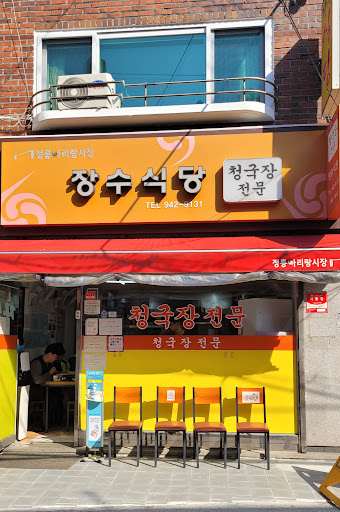 정릉아리랑시장
장수식당
청국장
전문
TEL 942-9131
정릉아리랑시장
청국장 전문
청국장 전문